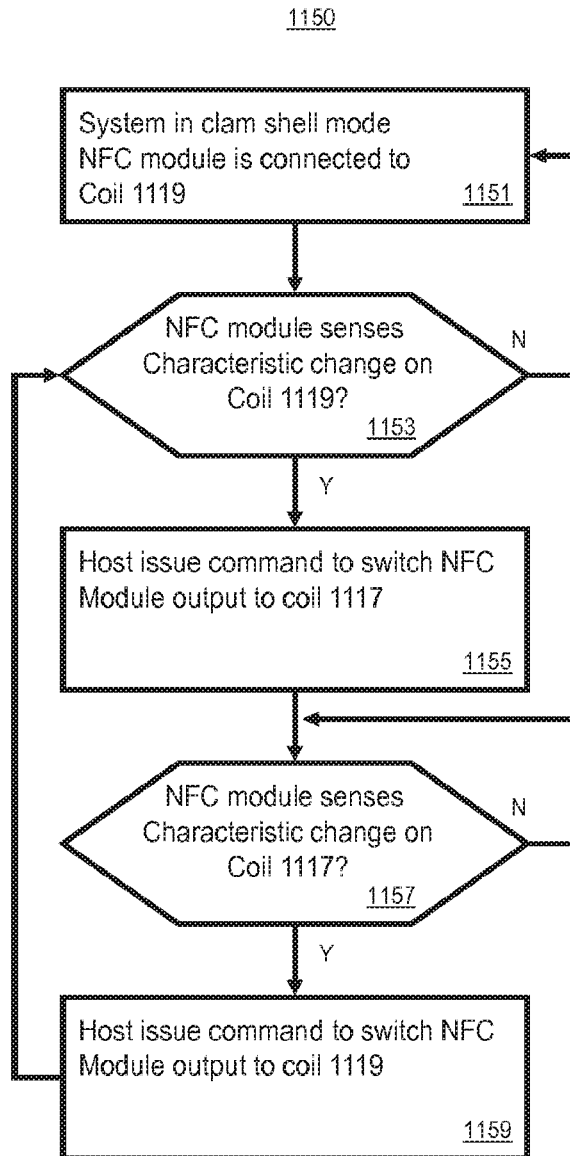 1150
System in clam shell mode
NFC module is connected to
Coil 1119
1151
NFC module senses
Characteristic change on
Coil 1119?
1153
N
Y
Host issue command to switch NFC
Module output to coil 1117
1155
NFC module senses
Characteristic change on
Coil 1117?
1157
N
Y
Host issue command to switch NFC
Module output to coil 1119
1159